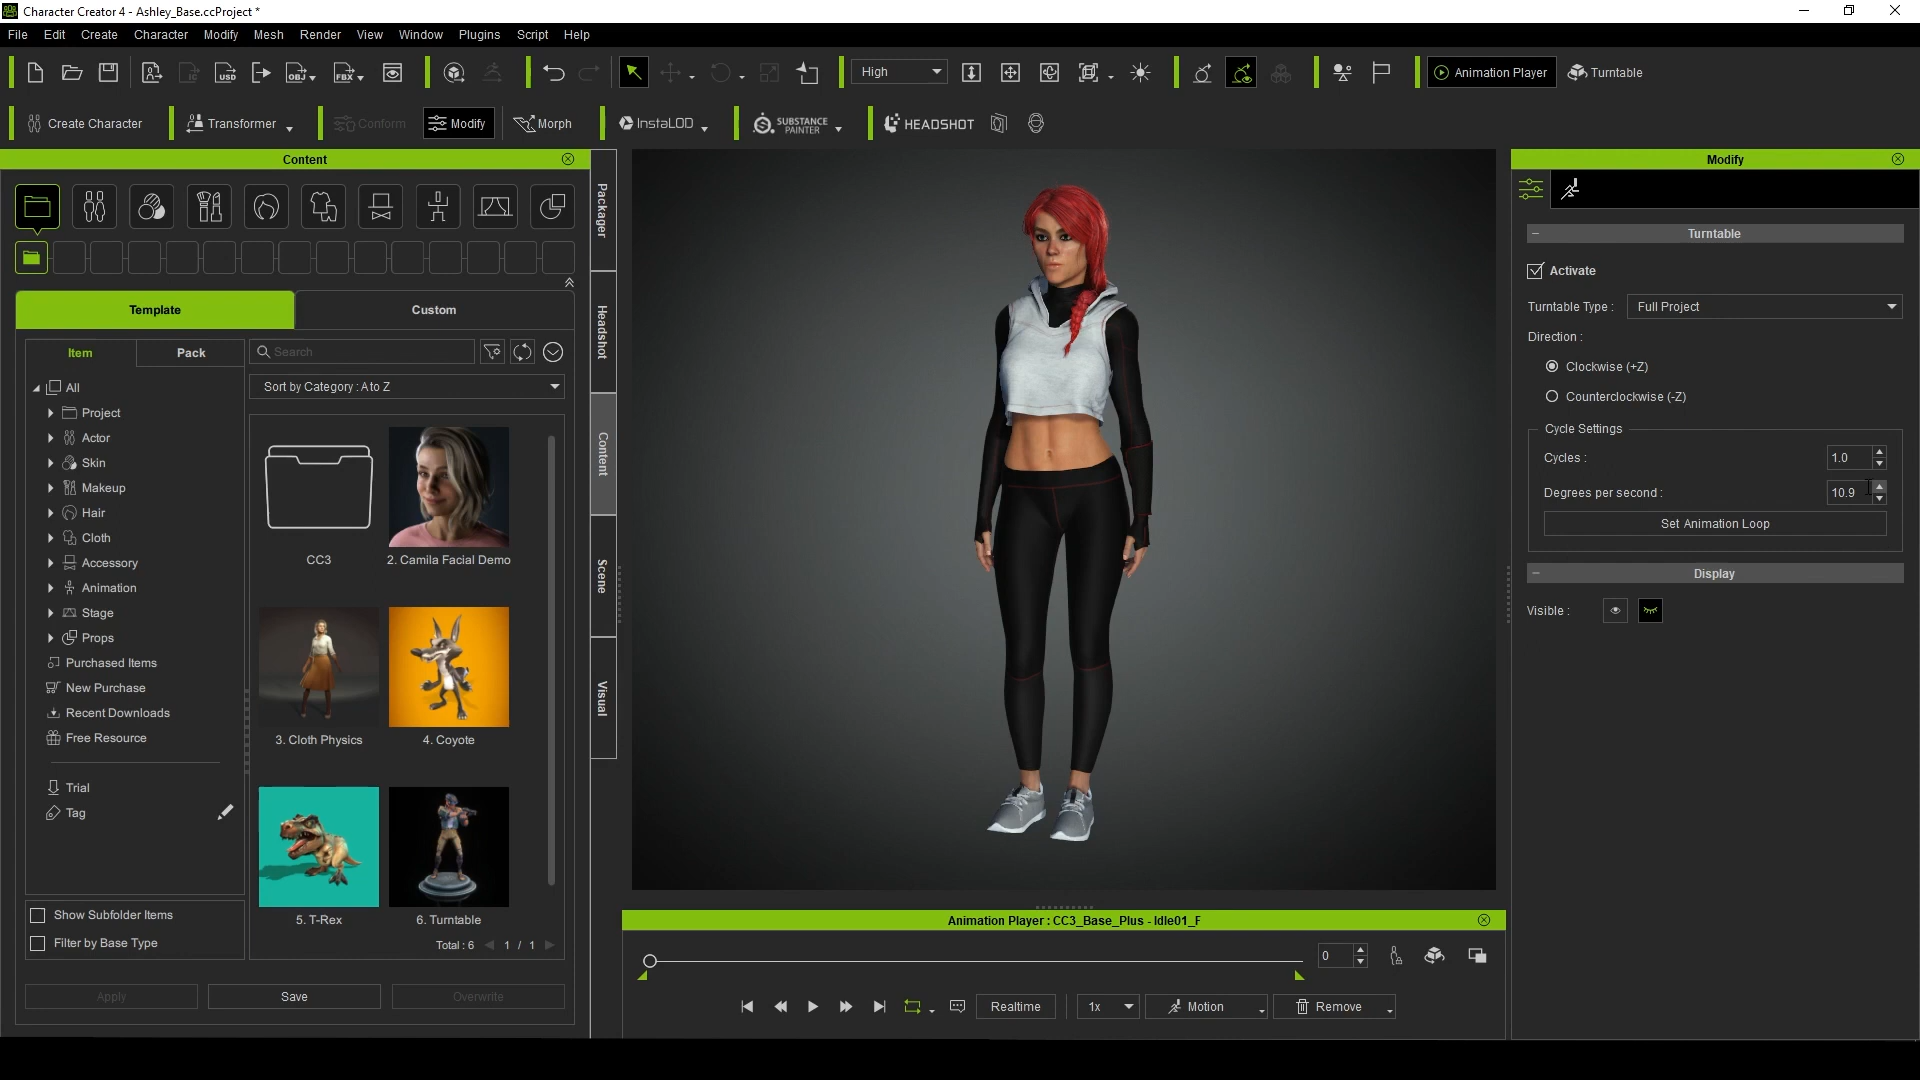 Character Creator 4 - Ashley_Base.ccProject *
File Edit Create Character Modify Mesh Render View Window Plugins Script Help
IC USD OBJ FBX High Animation Player Turntable
Create Character Transformer Conform Modify Morph InstaLOD SUBSTANCE PAINTER HEADSHOT
Content
Template Custom
Item Pack Search
Sort by Category : A to Z
All
Project
Actor
Skin
Makeup
Hair
Cloth
Accessory
Animation
Stage
Props
Purchased Items
New Purchase
Recent Downloads
Free Resource
Trial
Tag
Show Subfolder Items
Filter by Base Type
CC3 2. Camila Facial Demo
3. Cloth Physics 4. Coyote
5. T-Rex 6. Turntable
Total : 6 1 / 1
Apply Save Overwrite
Packager
Headshot
Content
Scene
Visual
Animation Player : CC3_Base_Plus - Idle01_F
0
Realtime 1x Motion Remove
Modify
Turntable
Activate
Turntable Type : Full Project
Direction :
Clockwise (+Z)
Counterclockwise (-Z)
Cycle Settings
Cycles : 1.0
Degrees per second : 10.9
Set Animation Loop
Display
Visible :